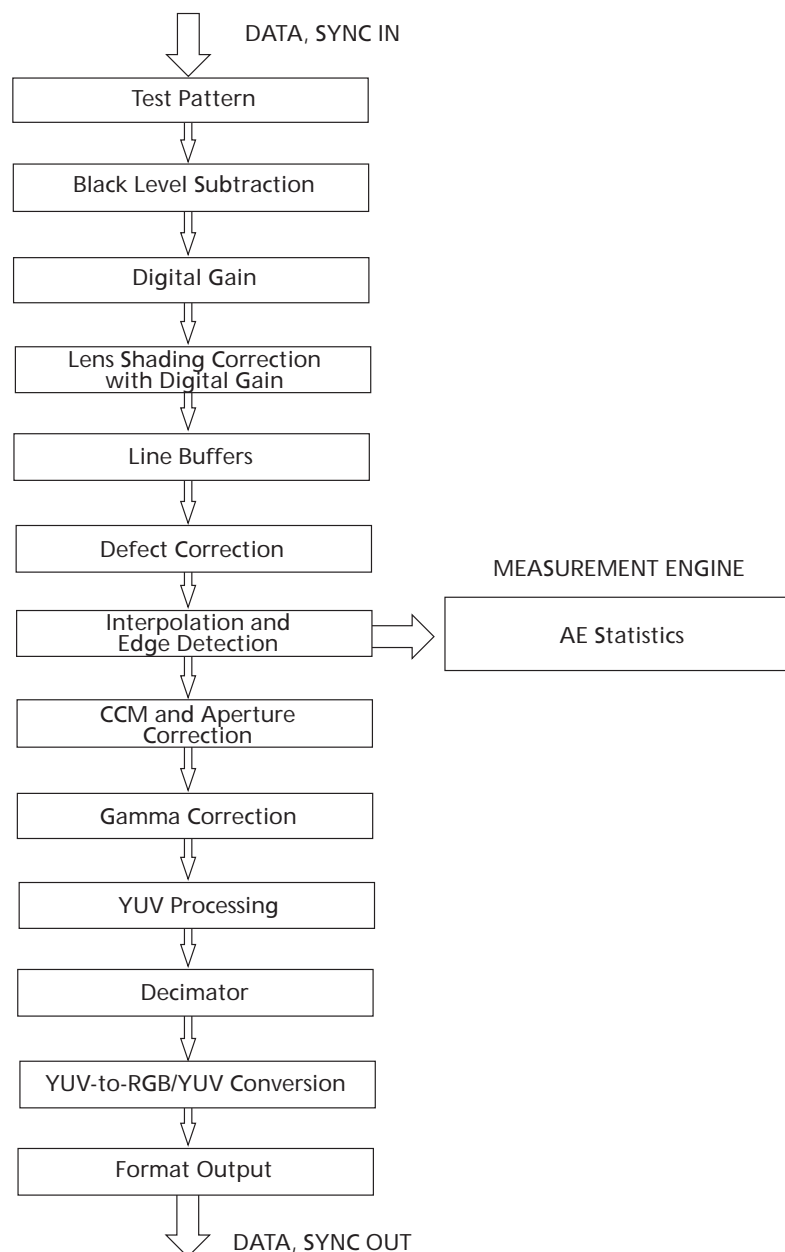 DATA, SYNC IN
Test Pattern
Black Level Subtraction
Digital Gain
Lens Shading Correction
with Digital Gain
Line Buffers
Defect Correction
MEASUREMENT ENGINE
Interpolation and
Edge Detection
AE Statistics
CCM and Aperture
Correction
Gamma Correction
YUV Processing
Decimator
YUV-to-RGB/YUV Conversion
Format Output
DATA, SYNC OUT